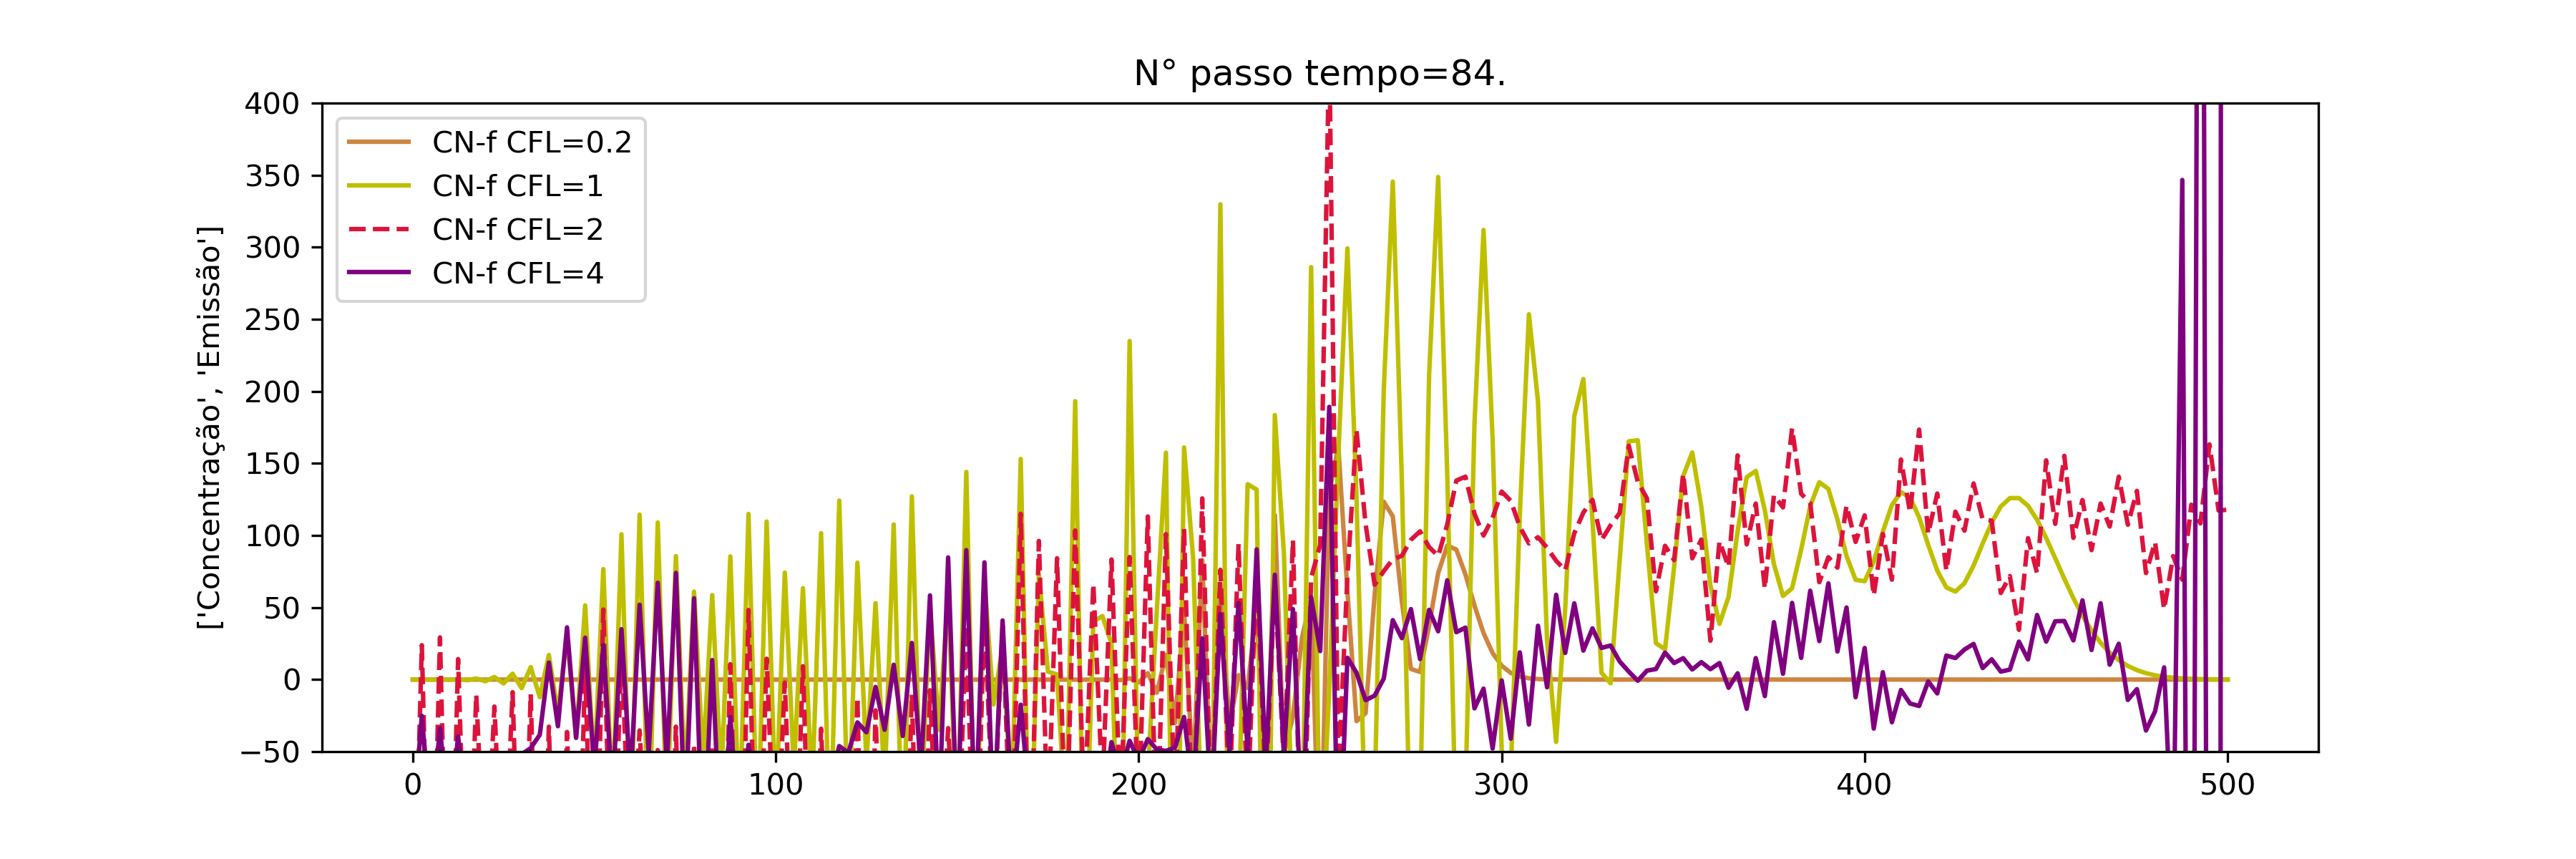 N° passo tempo=84.
['Concentração', 'Emissão']
400
350
300
250
200
150
100
50
0
−50
CN-f CFL=0.2
CN-f CFL=1
CN-f CFL=2
CN-f CFL=4
0 100 200 300 400 500